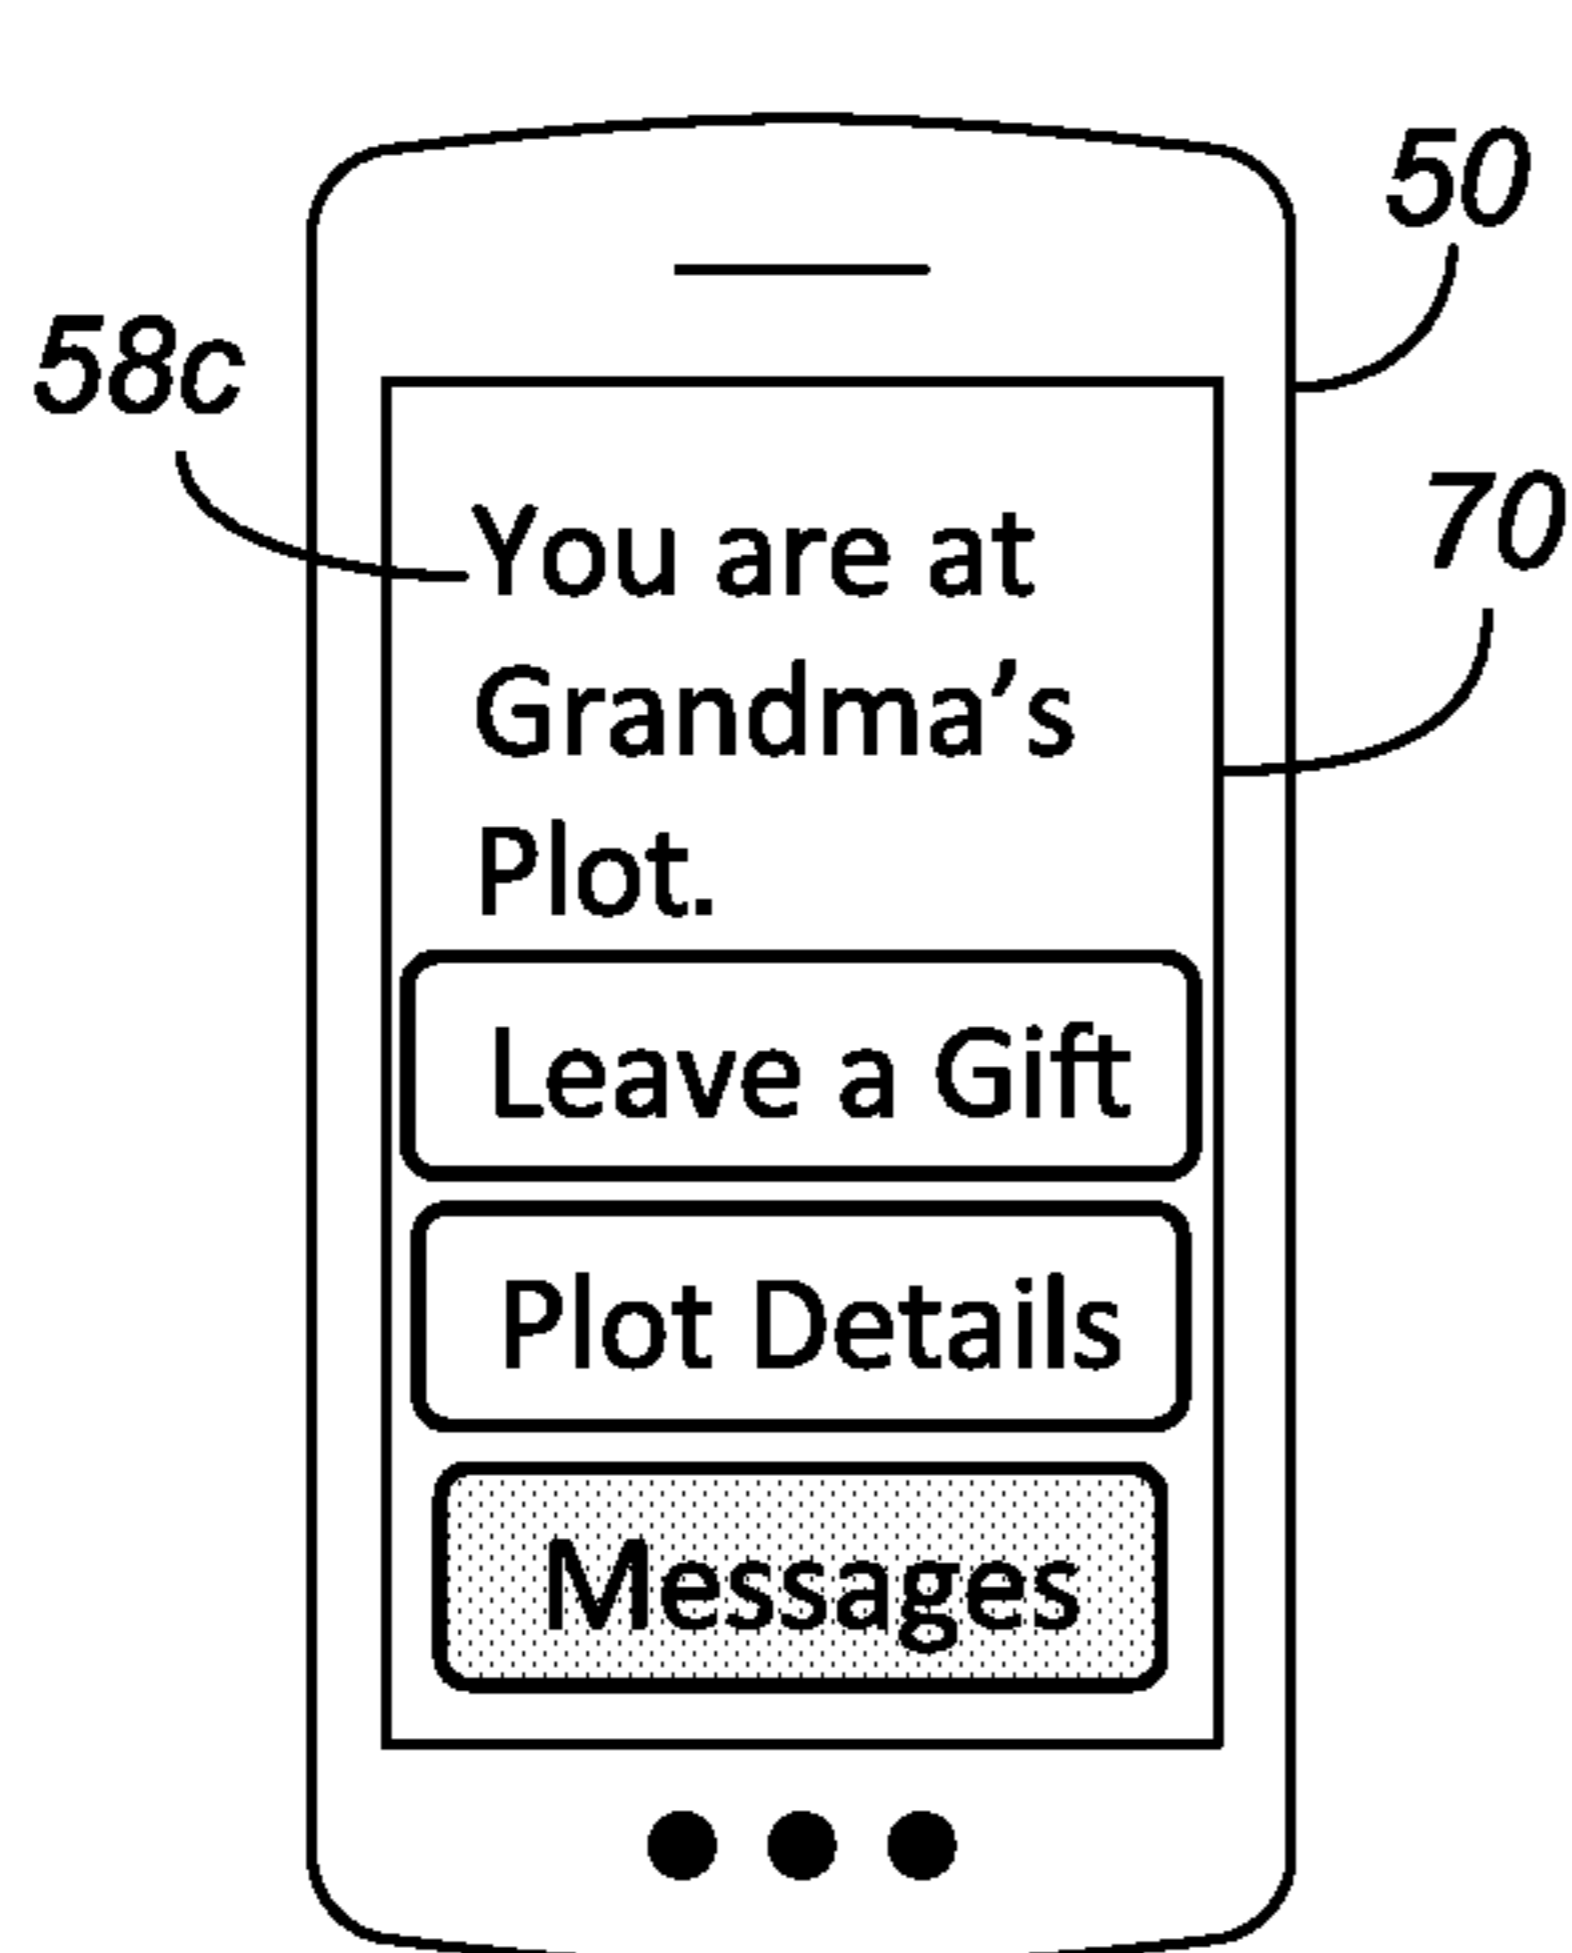 50
58c
70
You are at
Grandma’s
Plot.
Leave a Gift
Plot Details
Messages